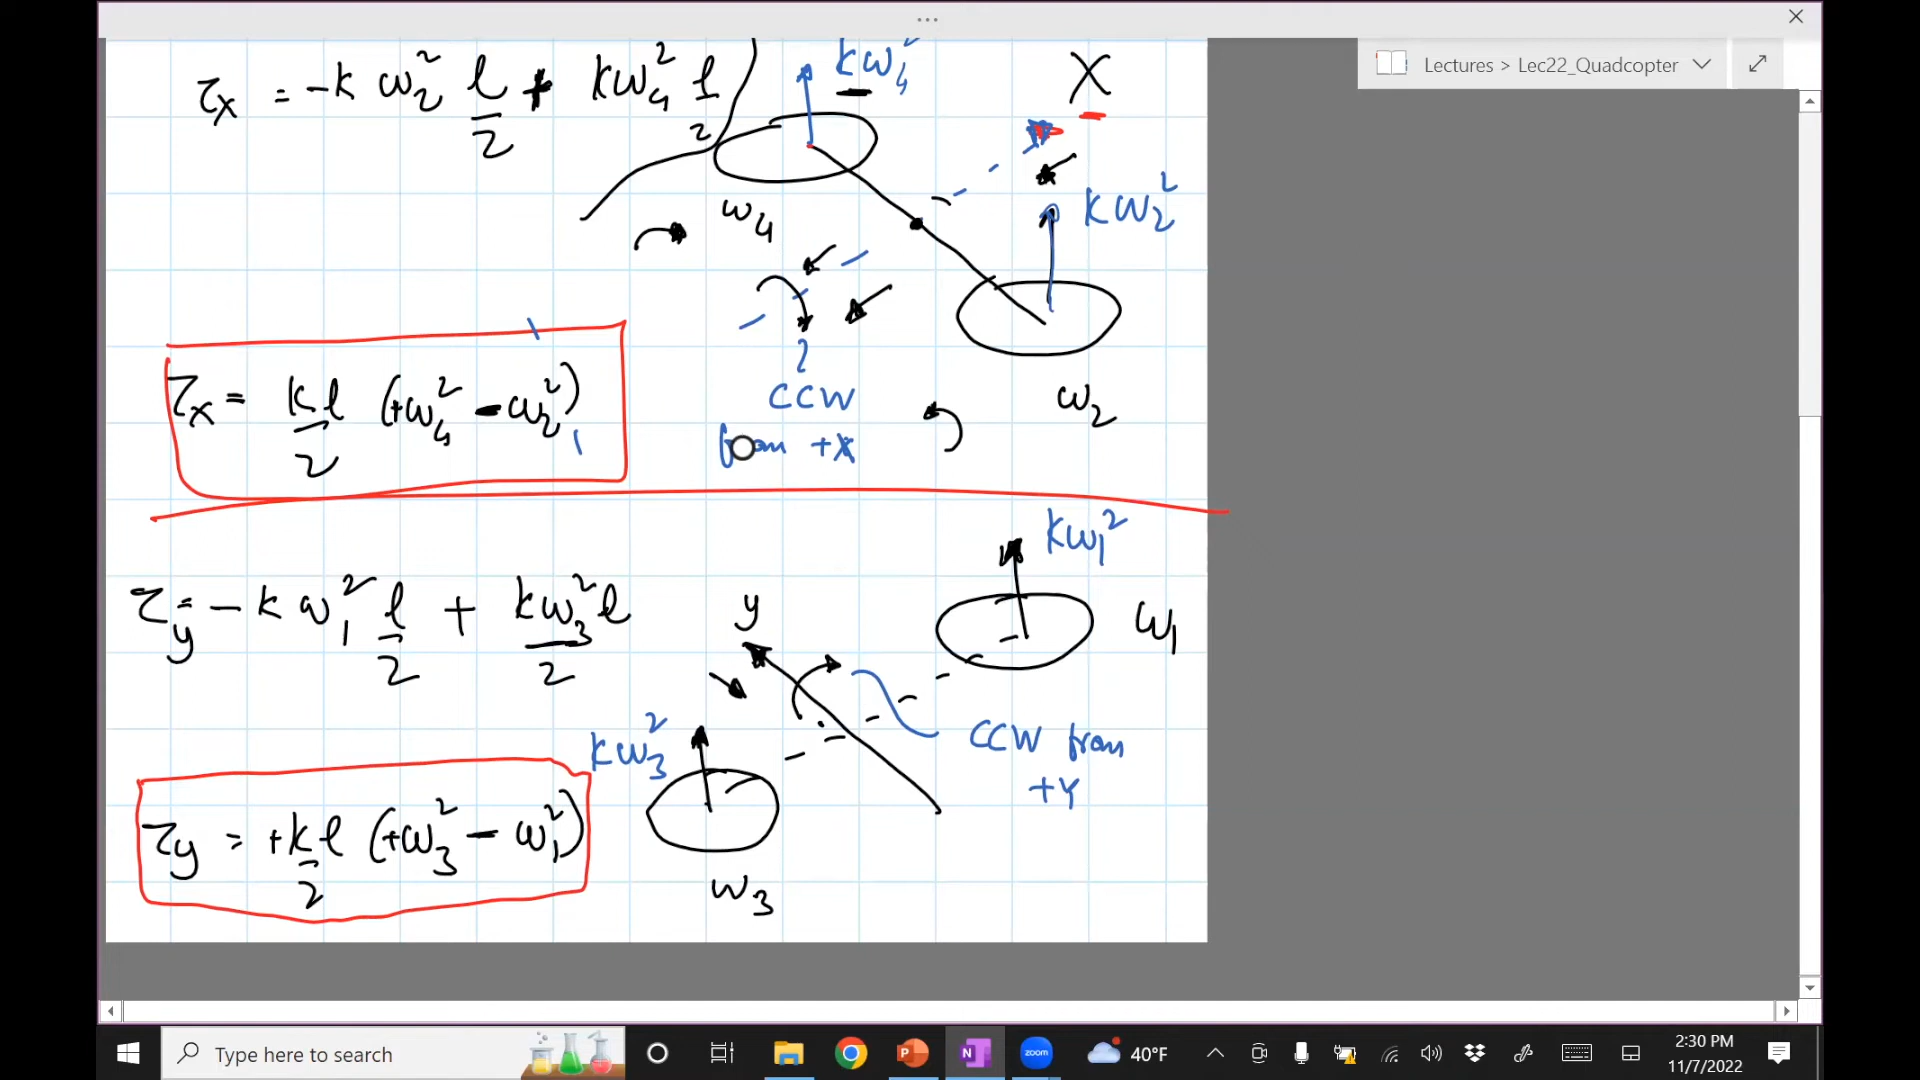 Lectures > Lec22_Quadcopter
τx = -k ω2² l/2 + kω4² l/2
kω4²
X
kω2²
ω4
ω2
CCW
from +X
τx = kl/2 (+ω4² - ω2²)
kω1²
τy = -k ω1² l/2 + kω3² l/2
y
ω1
kω3²
CCW from
+Y
τy = +kl/2 (+ω3² - ω1²)
ω3
Type here to search
zoom
40°F
2:30 PM
11/7/2022